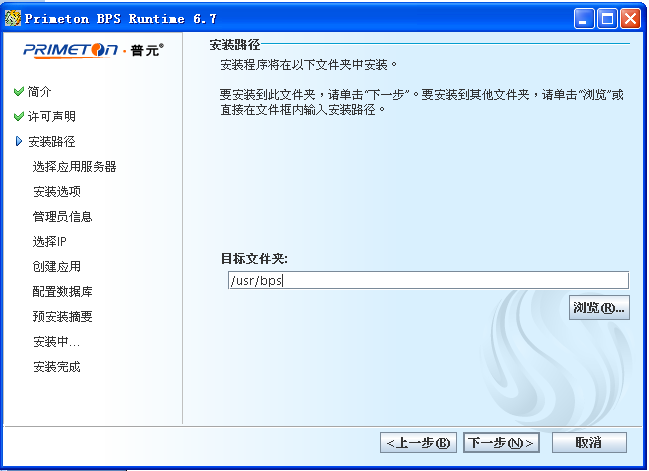 Primeton BPS Runtime 6.7
PRIMETON·普元®
简介
许可声明
安装路径
选择应用服务器
安装选项
管理员信息
选择IP
创建应用
配置数据库
预安装摘要
安装中...
安装完成
安装路径
安装程序将在以下文件夹中安装。
要安装到此文件夹，请单击“下一步”。要安装到其他文件夹，请单击“浏览”或
直接在文件框内输入安装路径。
目标文件夹:
/usr/bps
浏览(R)...
<上一步(B) 下一步(N)> 取消